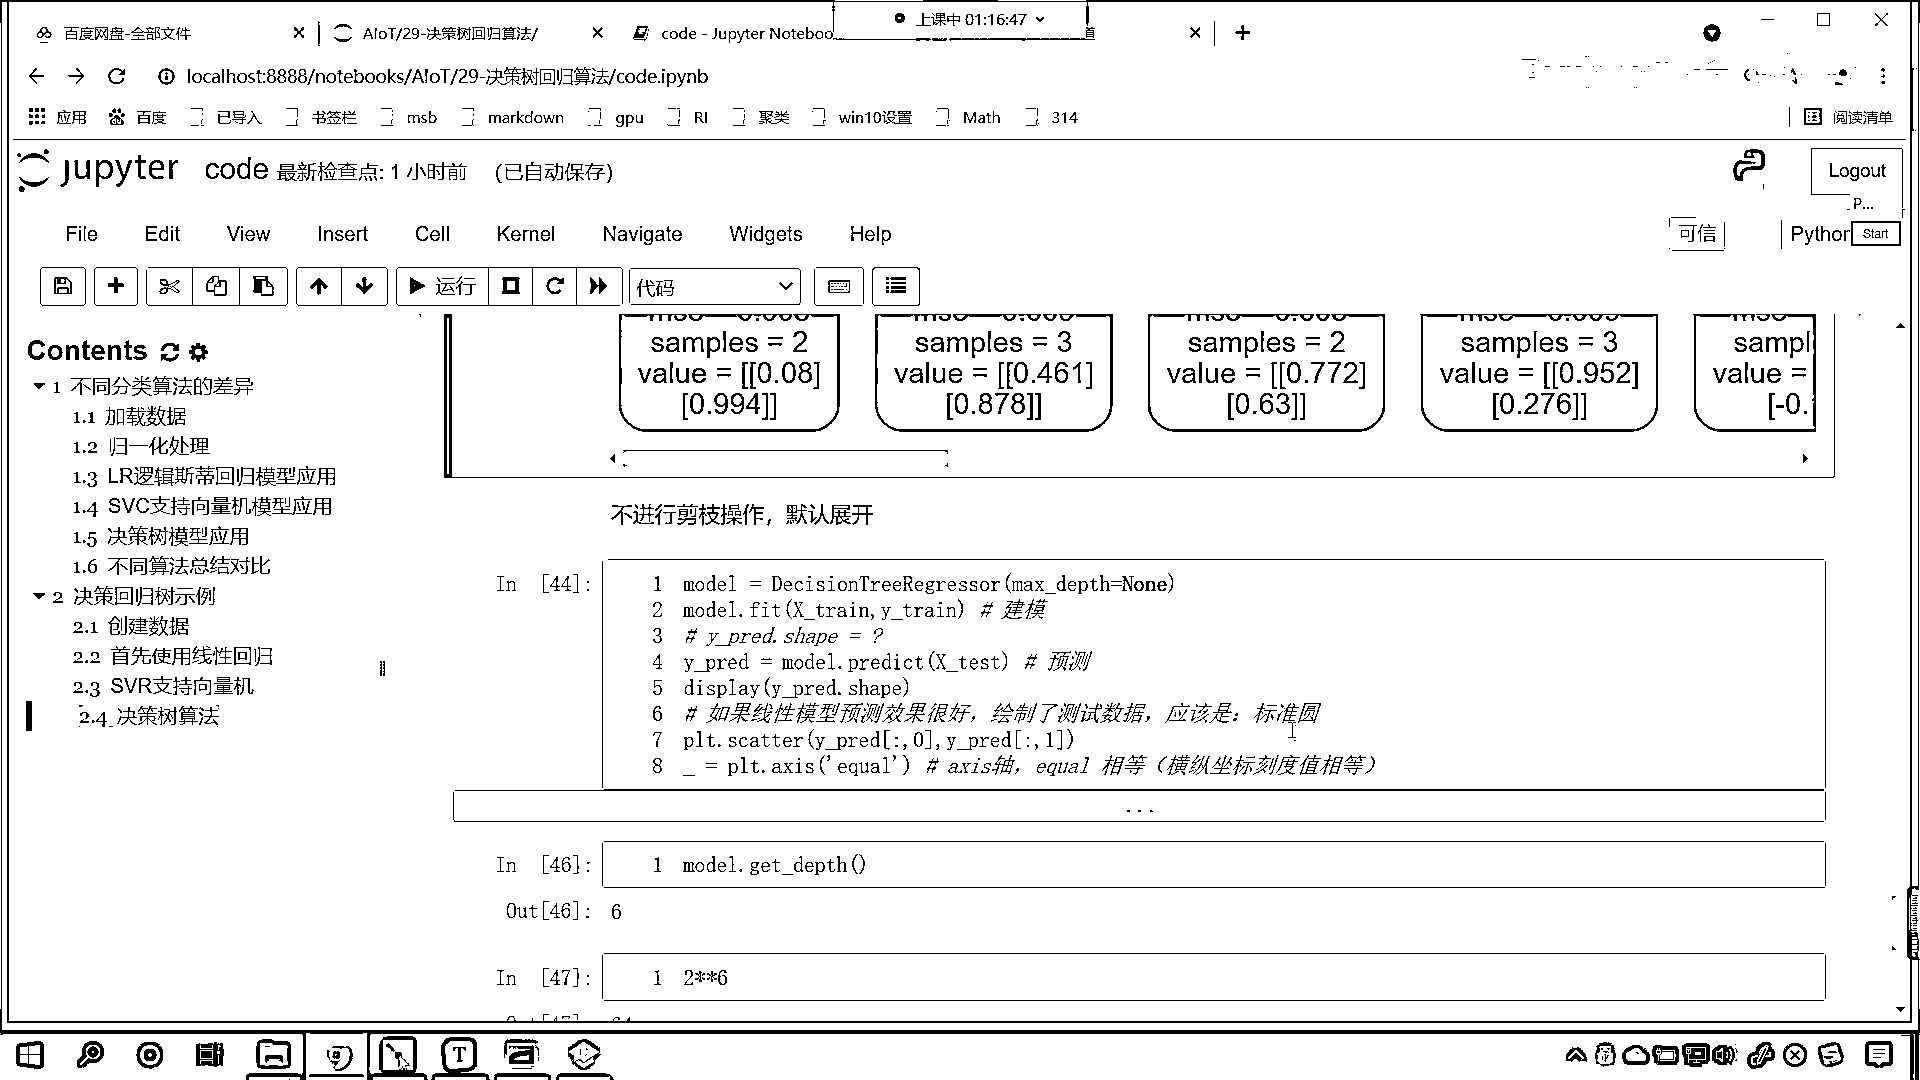 上课中 01:16:47
百度网盘-全部文件
AIoT/29-决策树回归算法/
code - Jupyter Noteboo
localhost:8888/notebooks/AIoT/29-决策树回归算法/code.ipynb
应用 百度 已导入 书签栏 msb markdown gpu RI 聚类 win10设置 Math 314 阅读清单
jupyter code 最新检查点: 1 小时前 (已自动保存)
Logout
P...
File Edit View Insert Cell Kernel Navigate Widgets Help
可信 Python
Start
运行 代码
Contents
1 不同分类算法的差异
1.1 加载数据
1.2 归一化处理
1.3 LR逻辑斯蒂回归模型应用
1.4 SVC支持向量机模型应用
1.5 决策树模型应用
1.6 不同算法总结对比
2 决策回归树示例
2.1 创建数据
2.2 首先使用线性回归
2.3 SVR支持向量机
2.4 决策树算法
samples = 2
value = [[0.08]
[0.994]]
samples = 3
value = [[0.461]
[0.878]]
samples = 2
value = [[0.772]
[0.63]]
samples = 3
value = [[0.952]
[0.276]]
sampl
value =
[-0.
不进行剪枝操作，默认展开
In [44]:
1 model = DecisionTreeRegressor(max_depth=None)
2 model.fit(X_train,y_train) # 建模
3 # y_pred.shape = ?
4 y_pred = model.predict(X_test) # 预测
5 display(y_pred.shape)
6 # 如果线性模型预测效果很好，绘制了测试数据，应该是：标准圆
7 plt.scatter(y_pred[:,0],y_pred[:,1])
8 _ = plt.axis('equal') # axis轴，equal 相等（横纵坐标刻度值相等）
...
In [46]:
1 model.get_depth()
Out[46]: 6
In [47]:
1 2**6